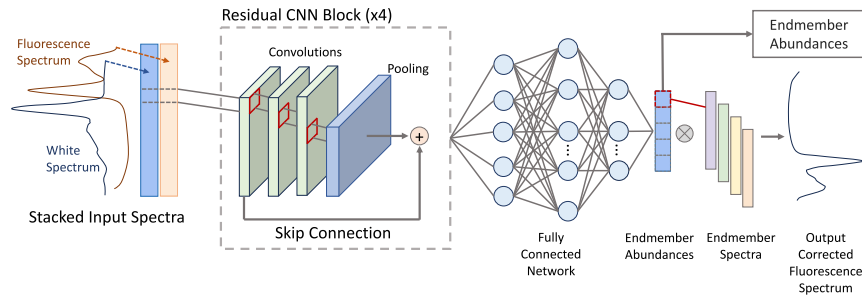 Residual CNN Block (x4)
Fluorescence
Spectrum
White
Spectrum
Stacked Input Spectra
Convolutions
Pooling
+
Skip Connection
Fully
Connected
Network
Endmember
Abundances
Endmember
Spectra
Output
Corrected
Fluorescence
Spectrum
Endmember
Abundances